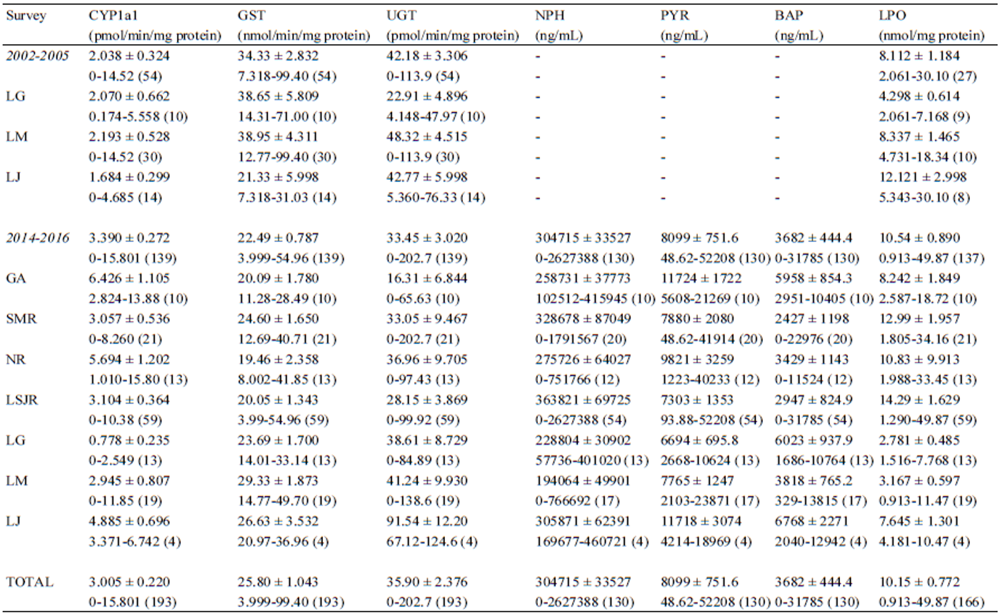 Survey CYP1a1 GST UGT NPH PYR BAP LPO
(pmol/min/mg protein) (nmol/min/mg protein) (pmol/min/mg protein) (ng/mL) (ng/mL) (ng/mL) (nmol/mg protein)
2002-2005 2.038 ± 0.324 34.33 ± 2.832 42.18 ± 3.306 - - - 8.112 ± 1.184
0-14.52 (54) 7.318-99.40 (54) 0-113.9 (54) - - - 2.061-30.10 (27)
LG 2.070 ± 0.662 38.65 ± 5.809 22.91 ± 4.896 - - - 4.298 ± 0.614
0.174-5.558 (10) 14.31-71.00 (10) 4.148-47.97 (10) - - - 2.061-7.168 (9)
LM 2.193 ± 0.528 38.95 ± 4.311 48.32 ± 4.515 - - - 8.337 ± 1.465
0-14.52 (30) 12.77-99.40 (30) 0-113.9 (30) - - - 4.731-18.34 (10)
LJ 1.684 ± 0.299 21.33 ± 5.998 42.77 ± 5.998 - - - 12.121 ± 2.998
0-4.685 (14) 7.318-31.03 (14) 5.360-76.33 (14) - - - 5.343-30.10 (8)
2014-2016 3.390 ± 0.272 22.49 ± 0.787 33.45 ± 3.020 304715 ± 33527 8099 ± 751.6 3682 ± 444.4 10.54 ± 0.890
0-15.801 (139) 3.999-54.96 (139) 0-202.7 (139) 0-2627388 (130) 48.62-52208 (130) 0-31785 (130) 0.913-49.87 (137)
GA 6.426 ± 1.105 20.09 ± 1.780 16.31 ± 6.844 258731 ± 37773 11724 ± 1722 5958 ± 854.3 8.242 ± 1.849
2.824-13.88 (10) 11.28-28.49 (10) 0-65.63 (10) 102512-415945 (10) 5608-21269 (10) 2951-10405 (10) 2.587-18.72 (10)
SMR 3.057 ± 0.536 24.60 ± 1.650 33.05 ± 9.467 328678 ± 87049 7880 ± 2080 2427 ± 1198 12.99 ± 1.957
0-8.260 (21) 12.69-40.71 (21) 0-202.7 (21) 0-1791567 (20) 48.62-41914 (20) 0-22976 (20) 1.805-34.16 (21)
NR 5.694 ± 1.202 19.46 ± 2.358 36.96 ± 9.705 275726 ± 64027 9821 ± 3259 3429 ± 1143 10.83 ± 9.913
1.010-15.80 (13) 8.002-41.85 (13) 0-97.43 (13) 0-751766 (12) 1223-40233 (12) 0-11524 (12) 1.988-33.45 (13)
LSJR 3.104 ± 0.364 20.05 ± 1.343 28.15 ± 3.869 363821 ± 69725 7303 ± 1353 2947 ± 824.9 14.29 ± 1.629
0-10.38 (59) 3.99-54.96 (59) 0-99.92 (59) 0-2627388 (54) 93.88-52208 (54) 0-31785 (54) 1.290-49.87 (59)
LG 0.778 ± 0.235 23.69 ± 1.700 38.61 ± 8.729 228804 ± 30902 6694 ± 695.8 6023 ± 937.9 2.781 ± 0.485
0-2.549 (13) 14.01-33.14 (13) 0-84.89 (13) 57736-401020 (13) 2668-10624 (13) 1686-10764 (13) 1.516-7.768 (13)
LM 2.945 ± 0.807 29.33 ± 1.873 41.24 ± 9.930 194064 ± 49901 7765 ± 1247 3818 ± 765.2 3.167 ± 0.597
0-11.85 (19) 14.77-49.70 (19) 0-138.6 (19) 0-766692 (17) 2103-23871 (17) 329-13815 (17) 0.913-11.47 (19)
LJ 4.885 ± 0.696 26.63 ± 3.532 91.54 ± 12.20 305871 ± 62391 11718 ± 3074 6768 ± 2271 7.645 ± 1.301
3.371-6.742 (4) 20.97-36.96 (4) 67.12-124.6 (4) 169677-460721 (4) 4214-18969 (4) 2040-12942 (4) 4.181-10.47 (4)
TOTAL 3.005 ± 0.220 25.80 ± 1.043 35.90 ± 2.376 304715 ± 33527 8099 ± 751.6 3682 ± 444.4 10.15 ± 0.772
0-15.801 (193) 3.999-99.40 (193) 0-202.7 (193) 0-2627388 (130) 48.62-52208 (130) 0-31785 (130) 0.913-49.87 (166)